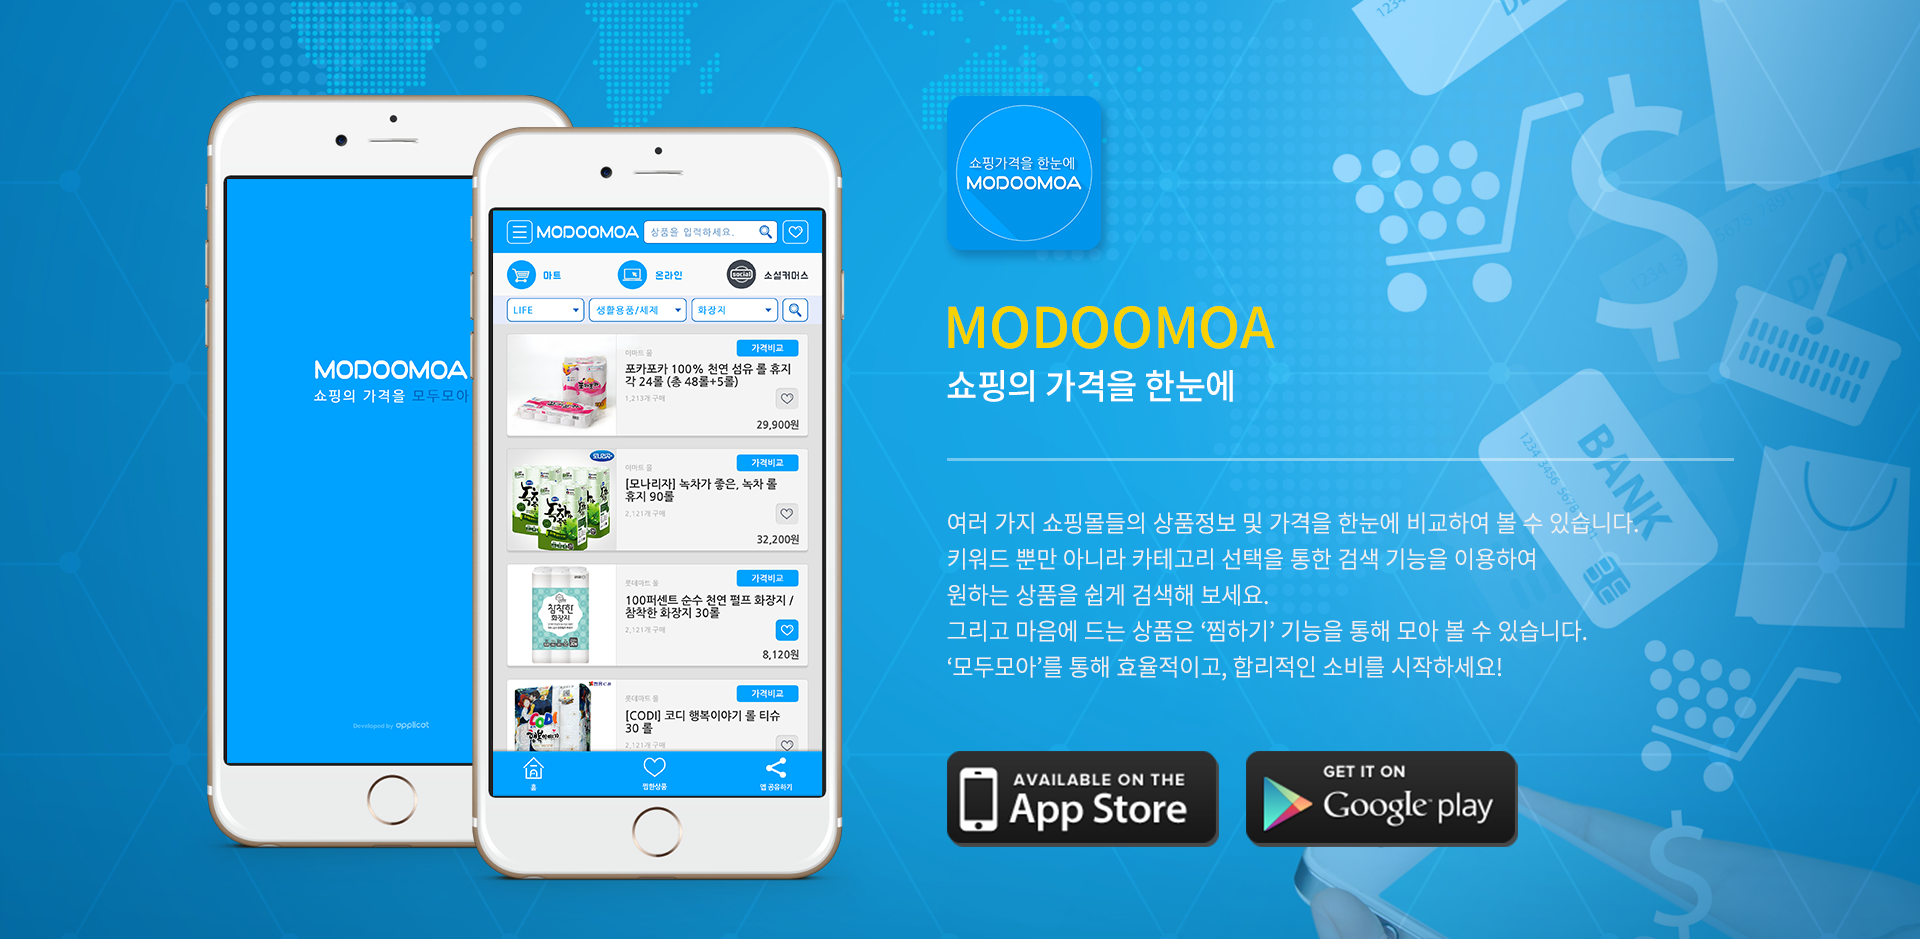 MODOOMOA
쇼핑의 가격을 모두모아
Developed by applicat
MODOOMOA
상품을 입력하세요.
마트
온라인
social
소셜커머스
LIFE
생활용품/세제
화장지
가격비교
이마트 몰
포카포카 100% 천연 섬유 롤 휴지
각 24롤 (총 48롤+5롤)
1,213개 구매
29,900원
가격비교
이마트 몰
[모나리자] 녹차가 좋은, 녹차 롤
휴지 90롤
2,121개 구매
32,200원
가격비교
롯데마트 몰
100퍼센트 순수 천연 펄프 화장지 /
참착한 화장지 30롤
2,121개 구매
8,120원
참착한
화장지
가격비교
롯데마트 몰
[CODI] 코디 행복이야기 롤 티슈
30 롤
2,121개 구매
CODI
홈
찜한상품
앱 공유하기
쇼핑가격을 한눈에
MODOOMOA
MODOOMOA
쇼핑의 가격을 한눈에
여러 가지 쇼핑몰들의 상품정보 및 가격을 한눈에 비교하여 볼 수 있습니다.
키워드 뿐만 아니라 카테고리 선택을 통한 검색 기능을 이용하여
원하는 상품을 쉽게 검색해 보세요.
그리고 마음에 드는 상품은 ‘찜하기’ 기능을 통해 모아 볼 수 있습니다.
‘모두모아’를 통해 효율적이고, 합리적인 소비를 시작하세요!
AVAILABLE ON THE
App Store
GET IT ON
Google play
BANK
1234 3456 5678